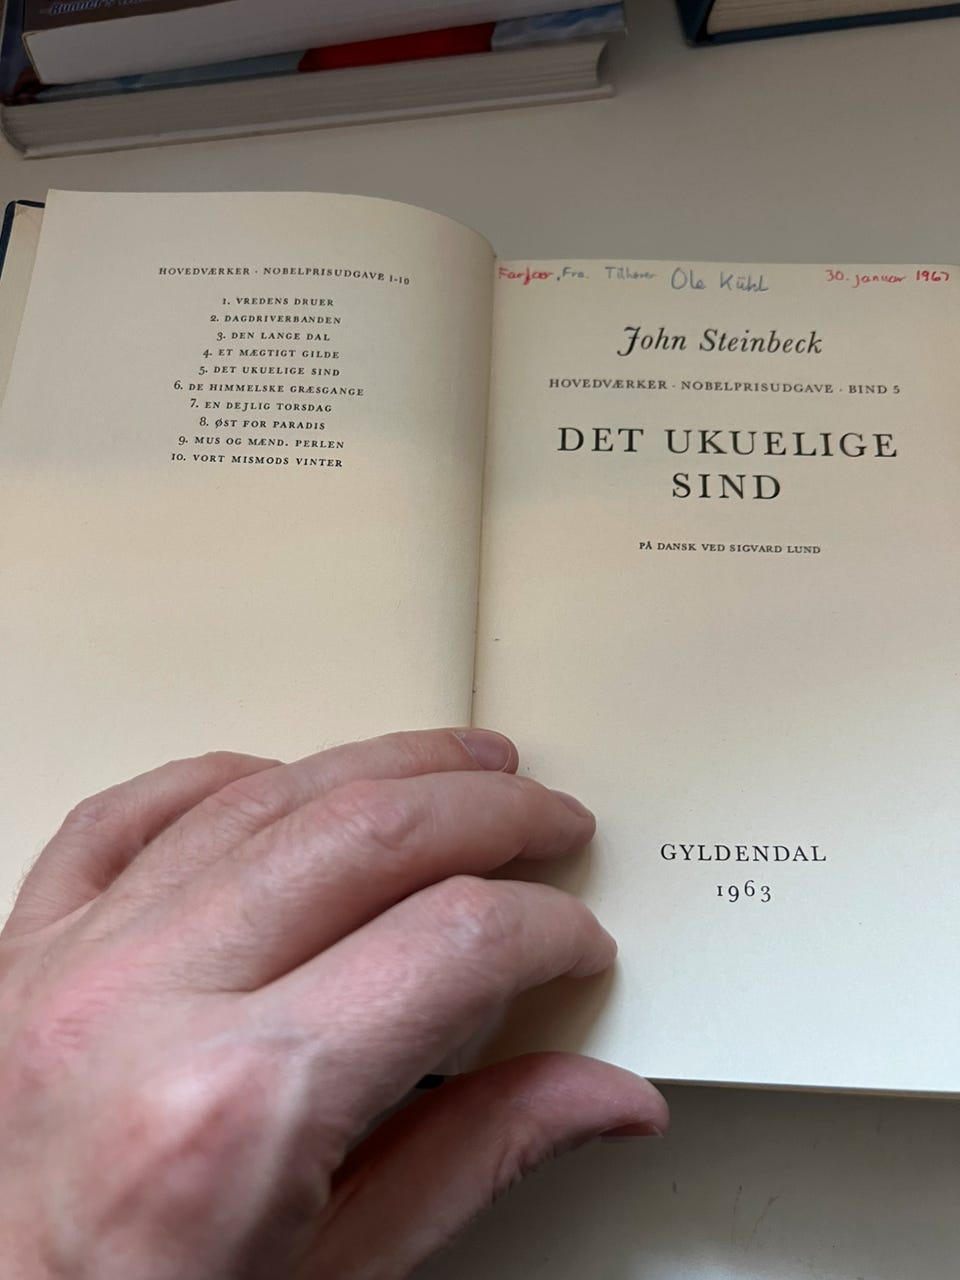 HOVEDVÆRKER · NOBELPRISUDGAVE 1-10
1. VREDENS DRUER
2. DAGDRIVERBANDEN
3. DEN LANGE DAL
4. ET MÆGTIGT GILDE
5. DET UKUELIGE SIND
6. DE HIMMELSKE GRÆSGANGE
7. EN DEJLIG TORSDAG
8. ØST FOR PARADIS
9. MUS OG MÆND. PERLEN
10. VORT MISMODS VINTER
Farfar, Fra. Tilhører Ole Kühl 30. januar 1967
John Steinbeck
HOVEDVÆRKER · NOBELPRISUDGAVE · BIND 5
DET UKUELIGE
SIND
PÅ DANSK VED SIGVARD LUND
GYLDENDAL
1963